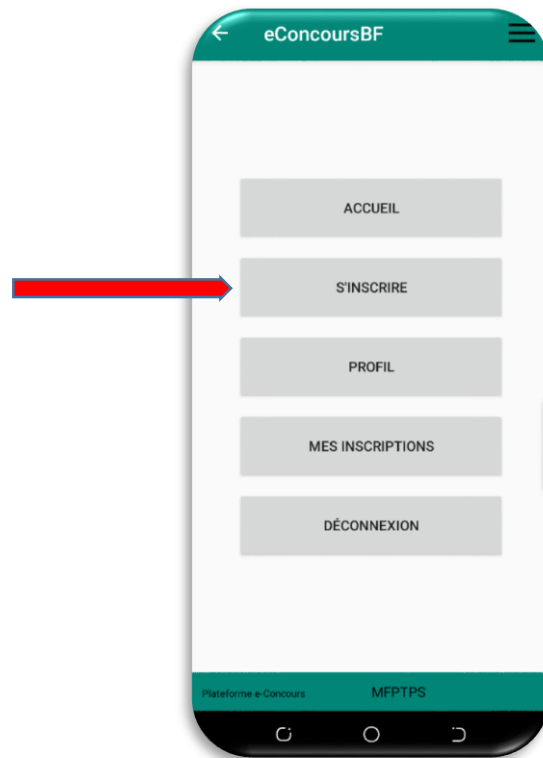 eConcoursBF
ACCUEIL
S'INSCRIRE
PROFIL
MES INSCRIPTIONS
DÉCONNEXION
Plateforme e-Concours MFPTPS